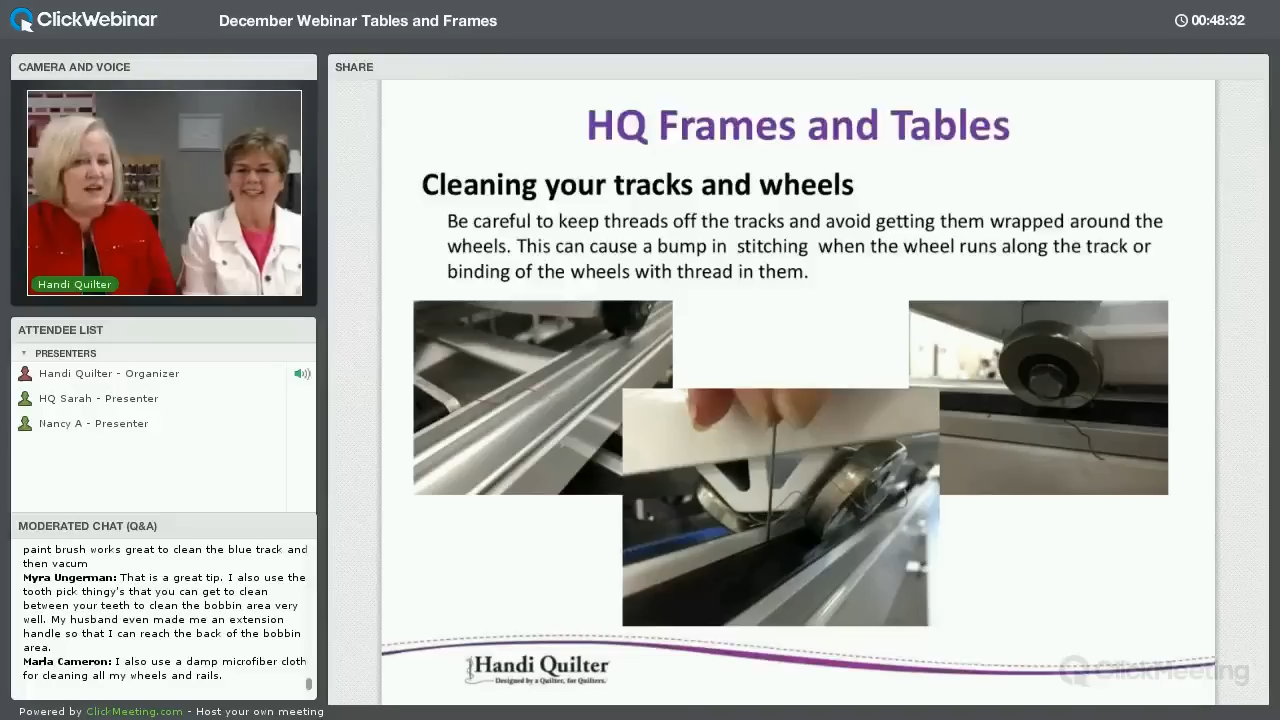 ClickWebinar
December Webinar Tables and Frames
00:48:32
CAMERA AND VOICE
Handi Quilter
ATTENDEE LIST
PRESENTERS
Handi Quilter - Organizer
HQ Sarah - Presenter
Nancy A - Presenter
MODERATED CHAT (Q&A)
paint brush works great to clean the blue track and
then vacum
Myra That is a great tip. I also use the
tooth pick thingy's that you can get to clean
between your teeth to clean the bobbin area very
well. My husband even made me an extension
handle so that I can reach the back of the bobbin
microfiber cloth
for cleaning all my wheels and rails
Powered by ClickMeeting.com - Host your own meeting
SHARE
HQ Frames and Tables
Cleaning your tracks and wheels
Be careful to keep threads off the tracks and avoid getting them wrapped around the
wheels. This can cause a bump in stitching when the wheel runs along the track or
binding of the wheels with thread in them.
Handi Quilter
Designed by a Quilter, for Quilters.
ClickMeeting